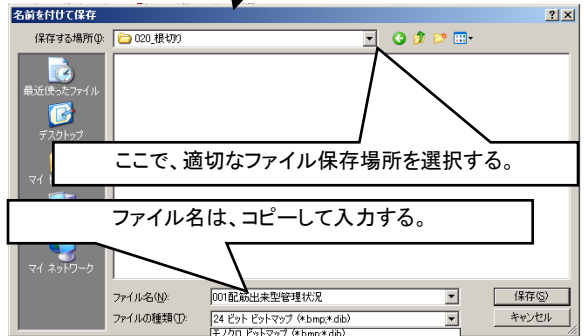 名前を付けて保存
保存する場所(I):
020_根切り
最近使ったファイル
デスクトップ
ここで、適切なファイル保存場所を選択する。
マイ
ファイル名は、コピーして入力する。
マイ ネットワーク
ファイル名(N):
001配筋出来型管理状況
保存(S)
ファイルの種類(T):
24 ビット ビットマップ (*.bmp;*.dib)
キャンセル
モノクロ ビットマップ (*.bmp;*.dib)